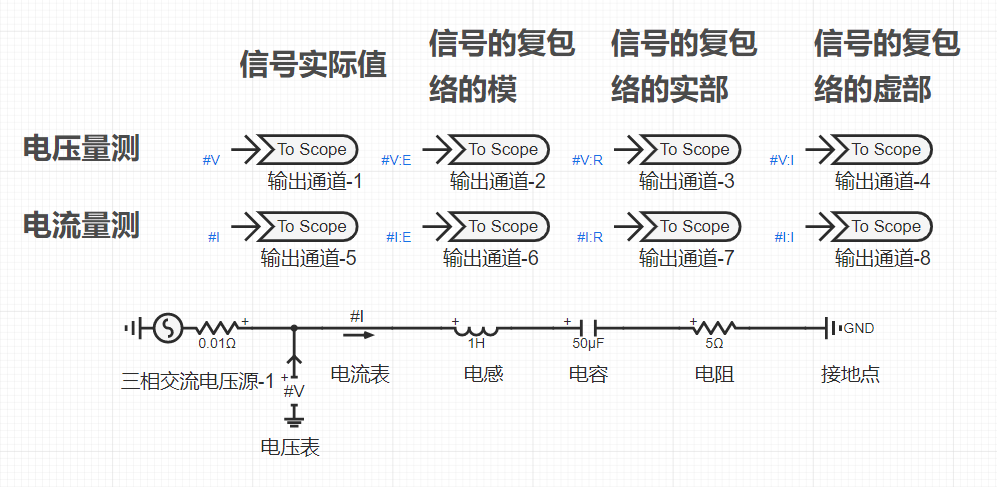 信号实际值
信号的复包
络的模
信号的复包
络的实部
信号的复包
络的虚部
电压量测
#V
To Scope
输出通道-1
#V:E
To Scope
输出通道-2
#V:R
To Scope
输出通道-3
#V:I
To Scope
输出通道-4
电流量测
#I
To Scope
输出通道-5
#I:E
To Scope
输出通道-6
#I:R
To Scope
输出通道-7
#I:I
To Scope
输出通道-8
+
0.01Ω
三相交流电压源-1
#I
电流表
+
#V
电压表
+
1H
电感
+
50μF
电容
+
5Ω
电阻
GND
接地点